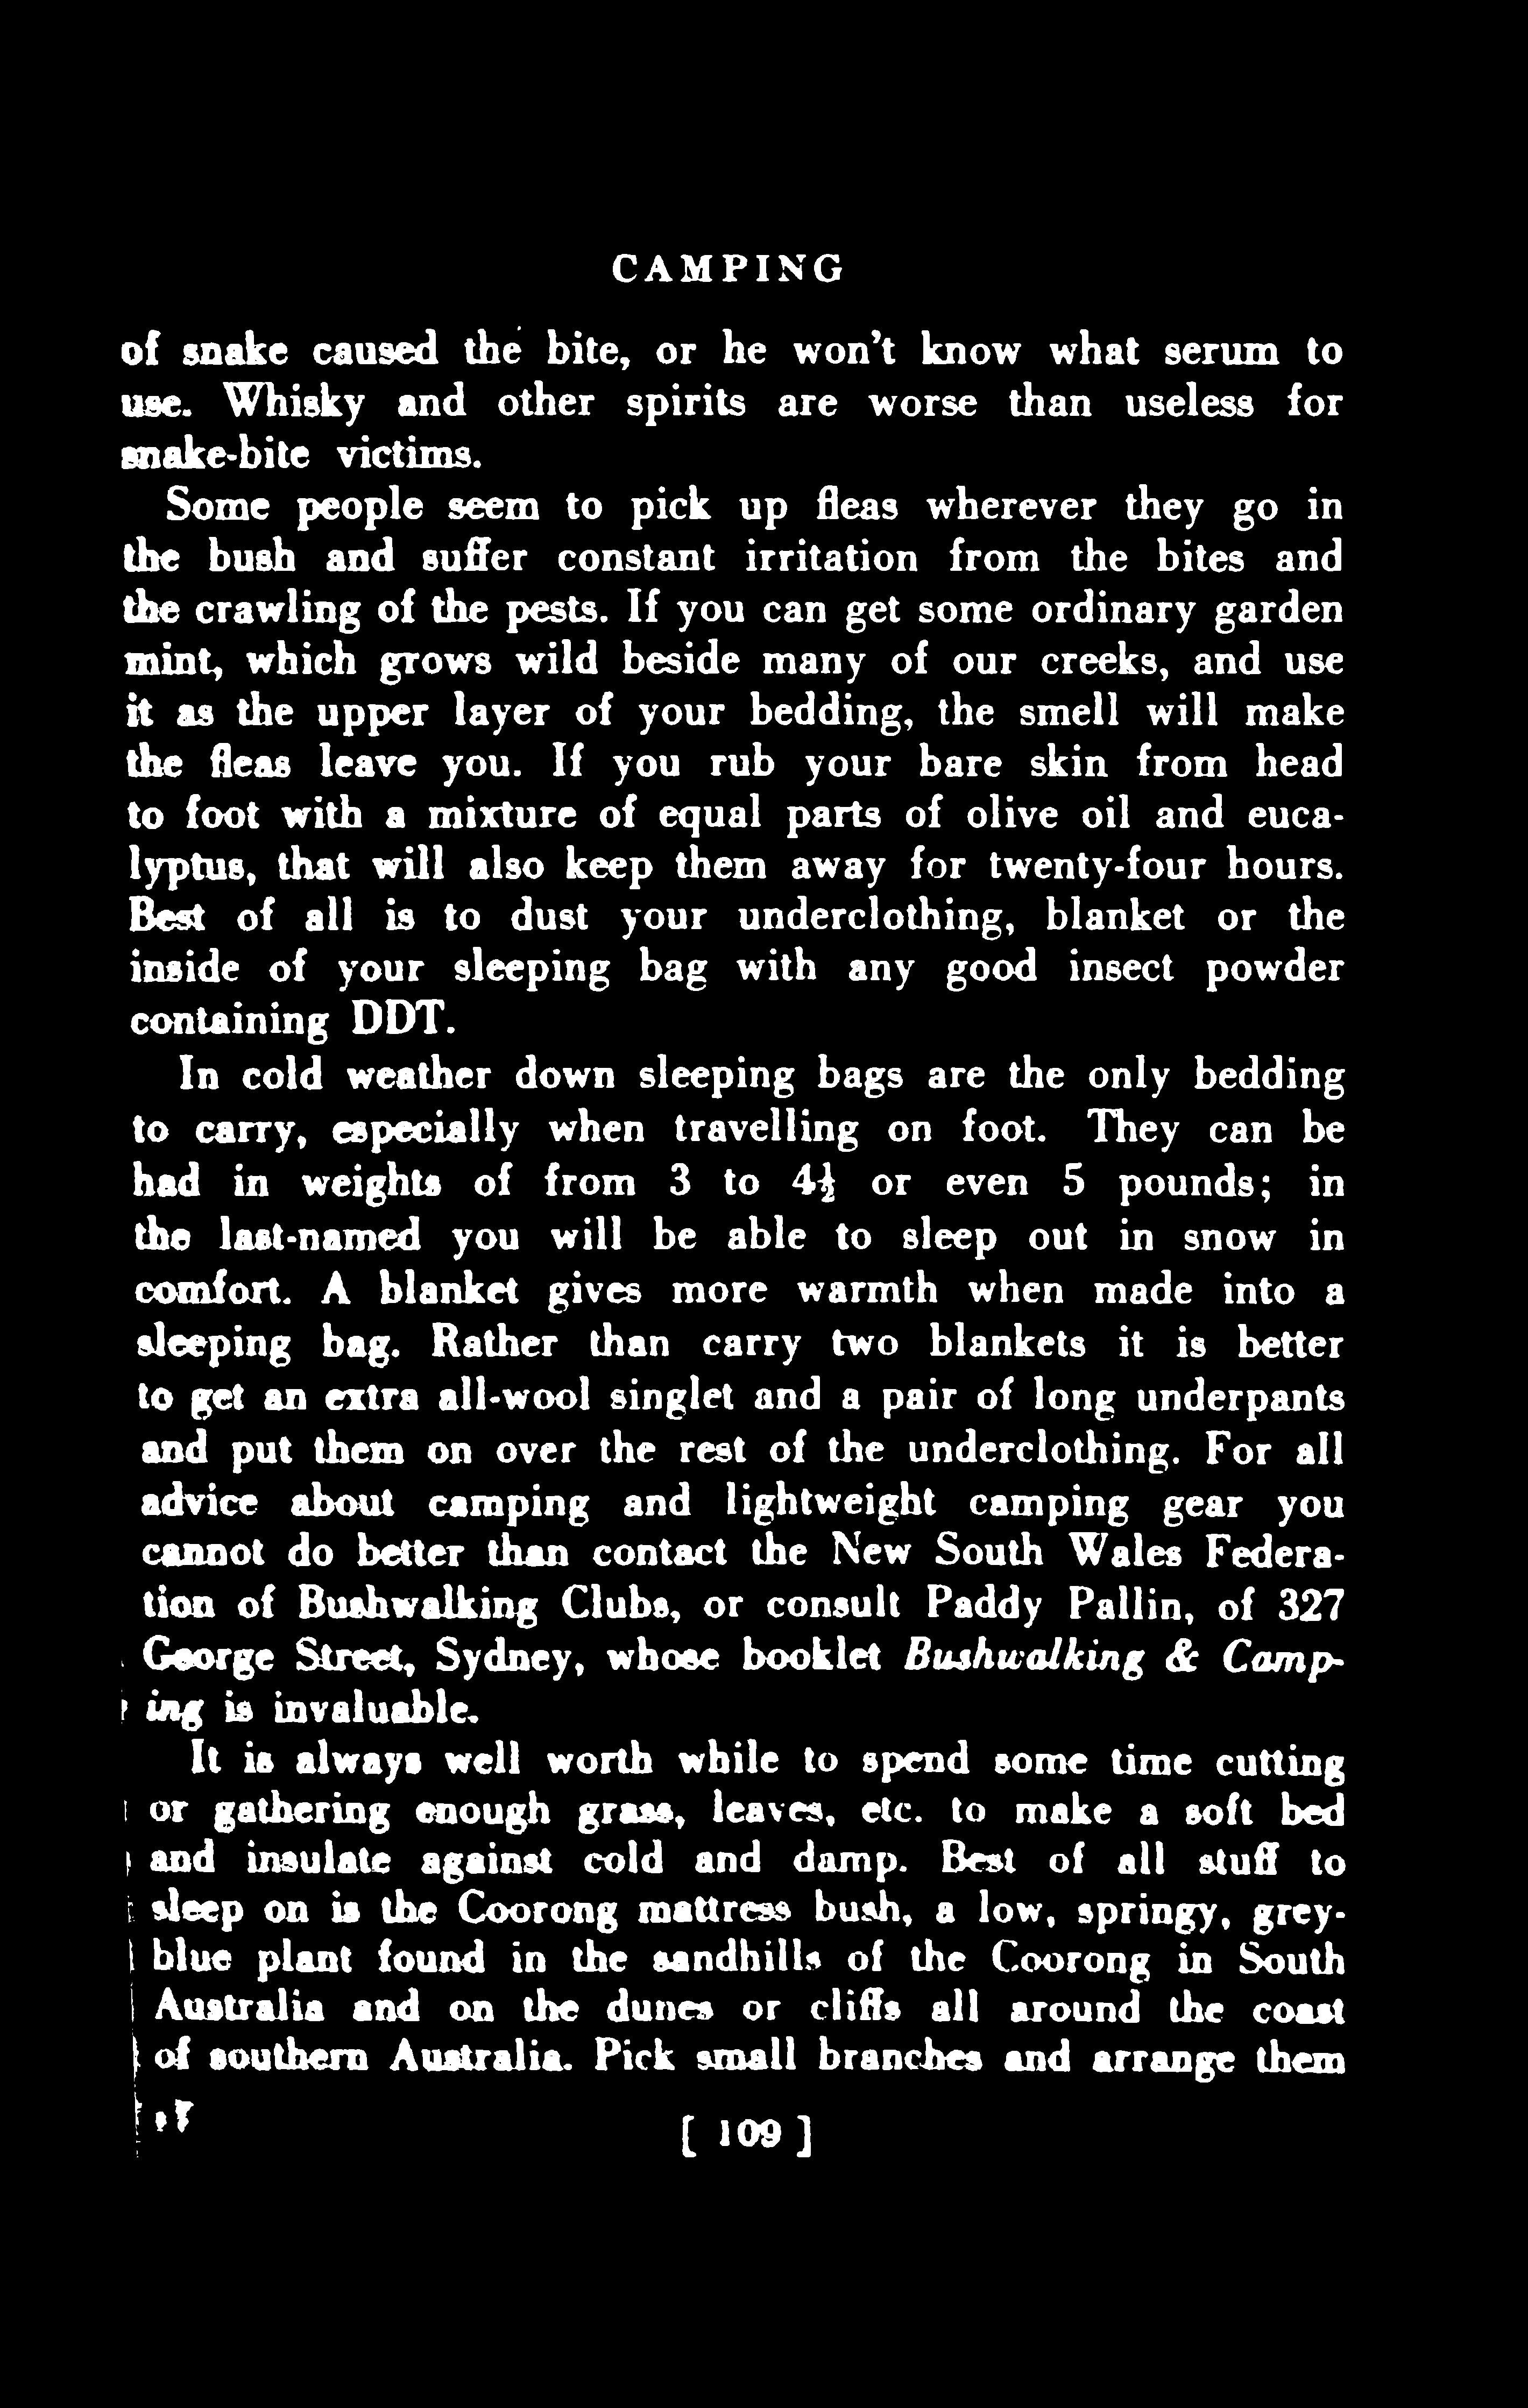 CAMPING
of snake caused the bite, or he won't know what serum to
use. Whisky and other spirits are worse than useless for
snake-bite victims.
Some people seem to pick up fleas wherever they go in
the bush and suffer constant irritation from the bites and
the crawling of the pests. If you can get some ordinary garden
mint, which grows wild beside many of our creeks, and use
it as the upper layer of your bedding, the smell will make
the fleas leave you. If you rub your bare skin from head
to foot with a mixture of equal parts of olive oil and euca-
lyptus, that will also keep them away for twenty-four hours.
Best of all is to dust your underclothing, blanket or the
inside of your sleeping bag with any good insect powder
containing DDT.
In cold weather down sleeping bags are the only bedding
to carry, especially when travelling on foot. They can be
had in weights of from 3 to 4½ or even 5 pounds; in
the last-named you will be able to sleep out in snow in
comfort. A blanket gives more warmth when made into a
sleeping bag. Rather than carry two blankets it is better
to get an extra all-wool singlet and a pair of long underpants
and put them on over the rest of the underclothing. For all
advice about camping and lightweight camping gear you
cannot do better than contact the New South Wales Federa-
tion of Bushwalking Clubs, or consult Paddy Pallin, of 327
George Street, Sydney, whose booklet Bushwalking & Camp-
ing is invaluable.
It is always well worth while to spend some time cutting
or gathering enough grass, leaves, etc. to make a soft bed
and insulate against cold and damp. Best of all stuff to
sleep on is the Coorong mattress bush, a low, springy, grey-
blue plant found in the sandhills of the Coorong in South
Australia and on the dunes or cliffs all around the coast
of southern Australia. Pick small branches and arrange them
[ 109 ]